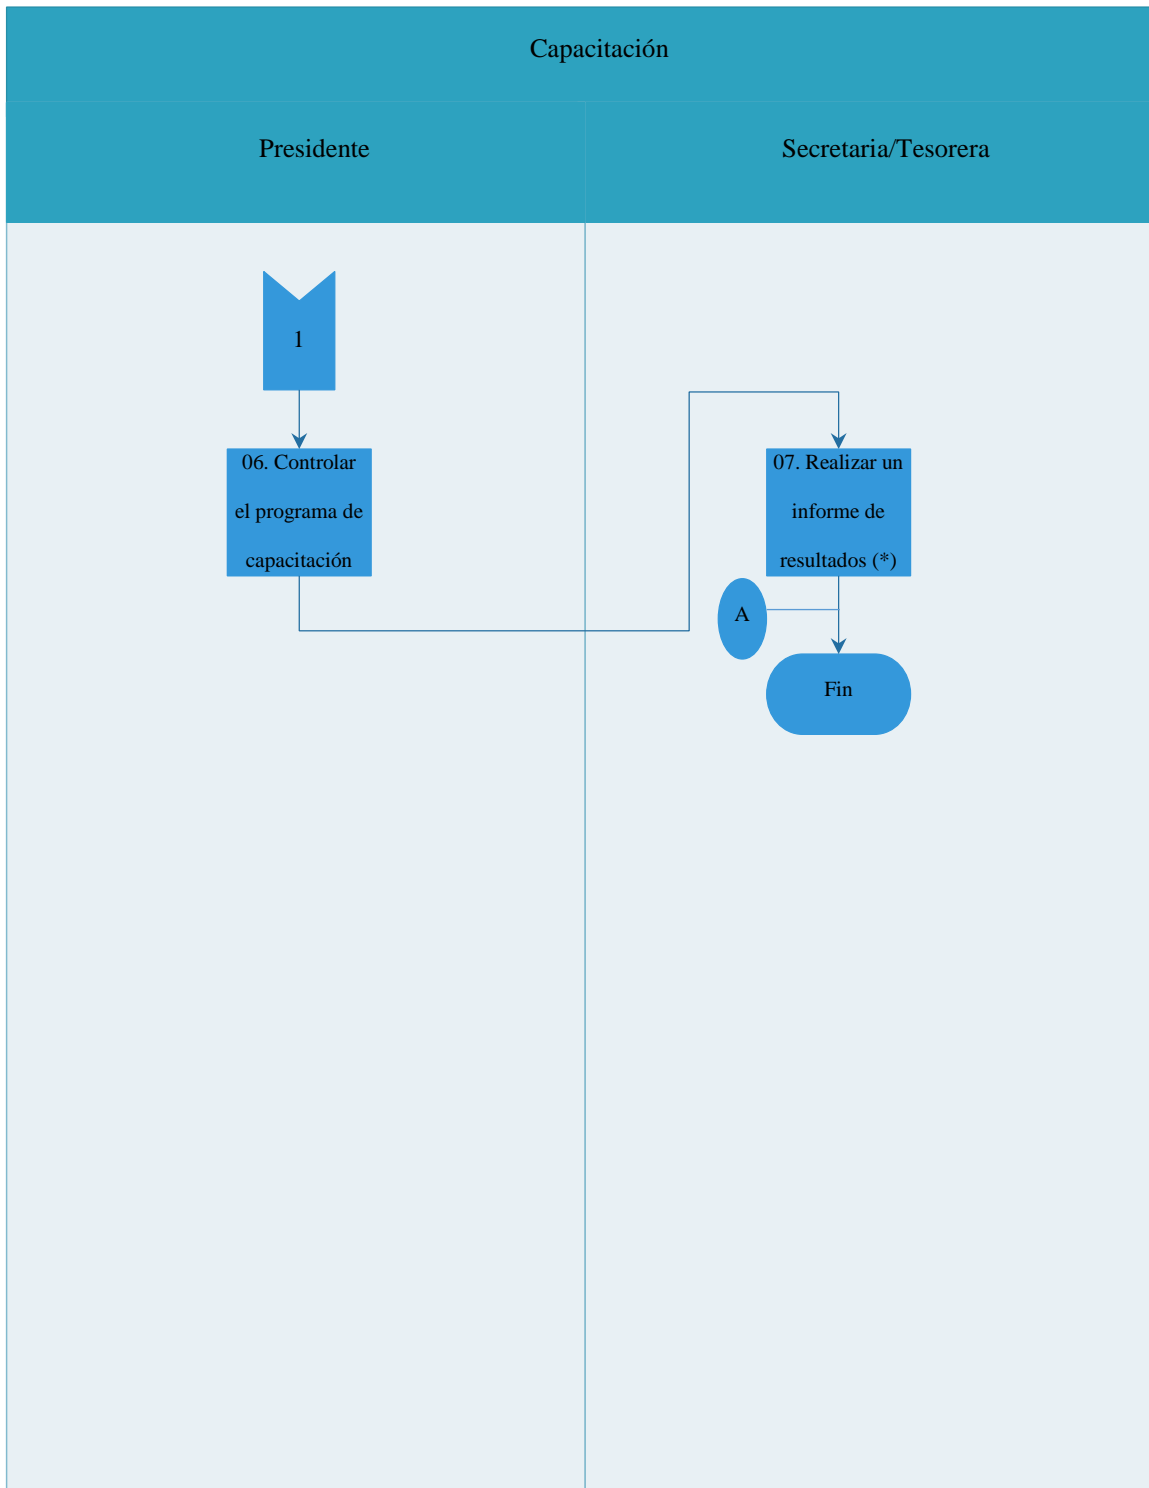 Capacitación
Presidente
Secretaria/Tesorera
1
06. Controlar
el programa de
capacitación
07. Realizar un
informe de
resultados (*)
A
Fin